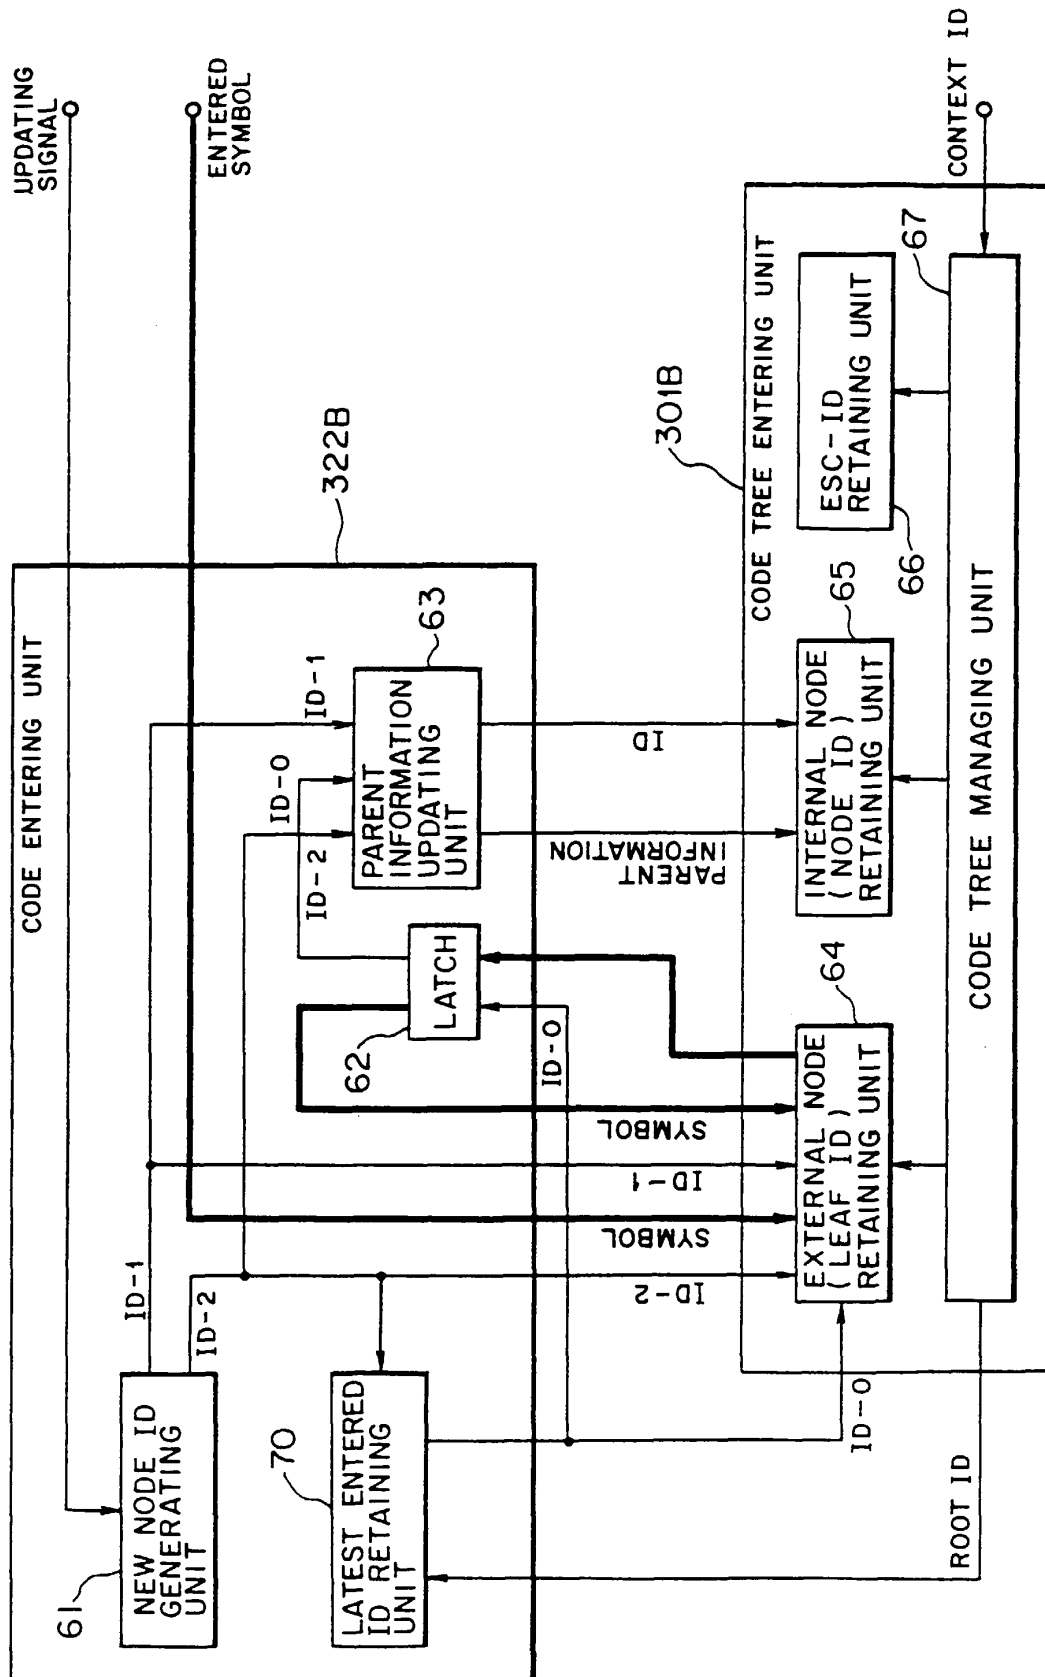 UPDATING
SIGNAL
ENTERED
SYMBOL
CODE ENTERING UNIT
322B
61
NEW NODE ID
GENERATING
UNIT
ID-1
ID-2
70
LATEST ENTERED
ID RETAINING
UNIT
62
LATCH
ID-2
ID-0
ID-1
63
PARENT
INFORMATION
UPDATING
UNIT
ID-0
ID-2
SYMBOL
ID-1
SYMBOL
PARENT
INFORMATION
ID
ID-0
ROOT ID
301B
CODE TREE ENTERING UNIT
64
EXTERNAL NODE
(LEAF ID)
RETAINING UNIT
65
INTERNAL NODE
(NODE ID)
RETAINING UNIT
66
ESC-ID
RETAINING UNIT
67
CODE TREE MANAGING UNIT
CONTEXT ID